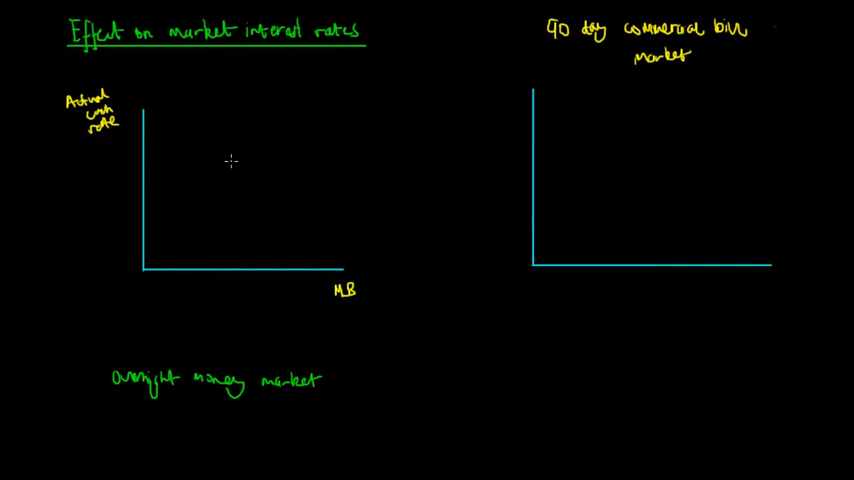 Effect on market interest rates
90 day commercial bill
market
Actual
cash
rate
MB
Overnight money market